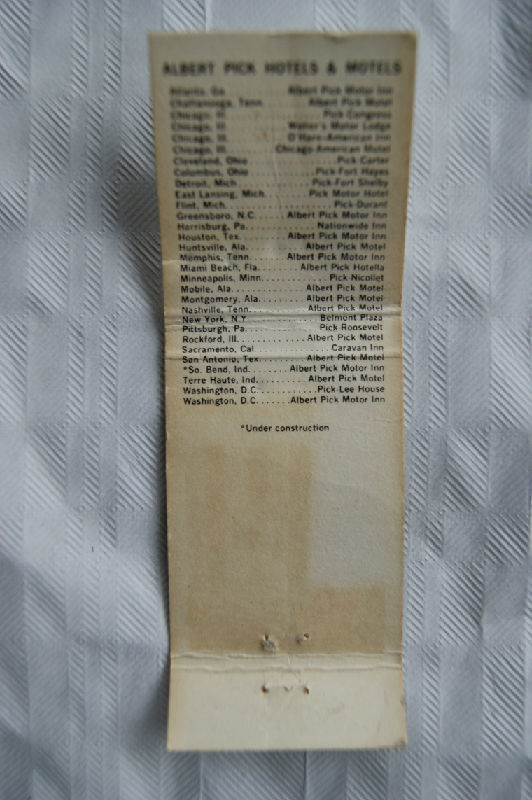 ALBERT PICK HOTELS & MOTELS
Atlanta, Ga. Albert Pick Motor Inn
Chattanooga, Tenn. Albert Pick Motel
Chicago, Ill. Pick Congress
Chicago, Ill. Walter's Motor Lodge
Chicago, Ill. O'Hare-American Inn
Chicago, Ill. Chicago-American Motel
Cleveland, Ohio Pick-Carter
Columbus, Ohio Pick-Fort Hayes
Detroit, Mich. Pick-Fort Shelby
East Lansing, Mich. Pick Motor Hotel
Flint, Mich. Pick-Durant
Greensboro, N.C. Albert Pick Motor Inn
Harrisburg, Pa. Nationwide Inn
Houston, Tex. Albert Pick Motor Inn
Huntsville, Ala. Albert Pick Motel
Memphis, Tenn. Albert Pick Motor Inn
Miami Beach, Fla. Albert Pick Hotella
Minneapolis, Minn. Pick Nicollet
Mobile, Ala. Albert Pick Motel
Montgomery, Ala. Albert Pick Motel
Nashville, Tenn. Albert Pick Motel
New York, N.Y. Belmont Plaza
Pittsburgh, Pa. Pick-Roosevelt
Rockford, Ill. Albert Pick Motel
Sacramento, Cal. Caravan Inn
San Antonio, Tex. Albert Pick Motel
*So. Bend, Ind. Albert Pick Motor Inn
Terre Haute, Ind. Albert Pick Motel
Washington, D.C. Pick-Lee House
Washington, D.C. Albert Pick Motor Inn
*Under construction